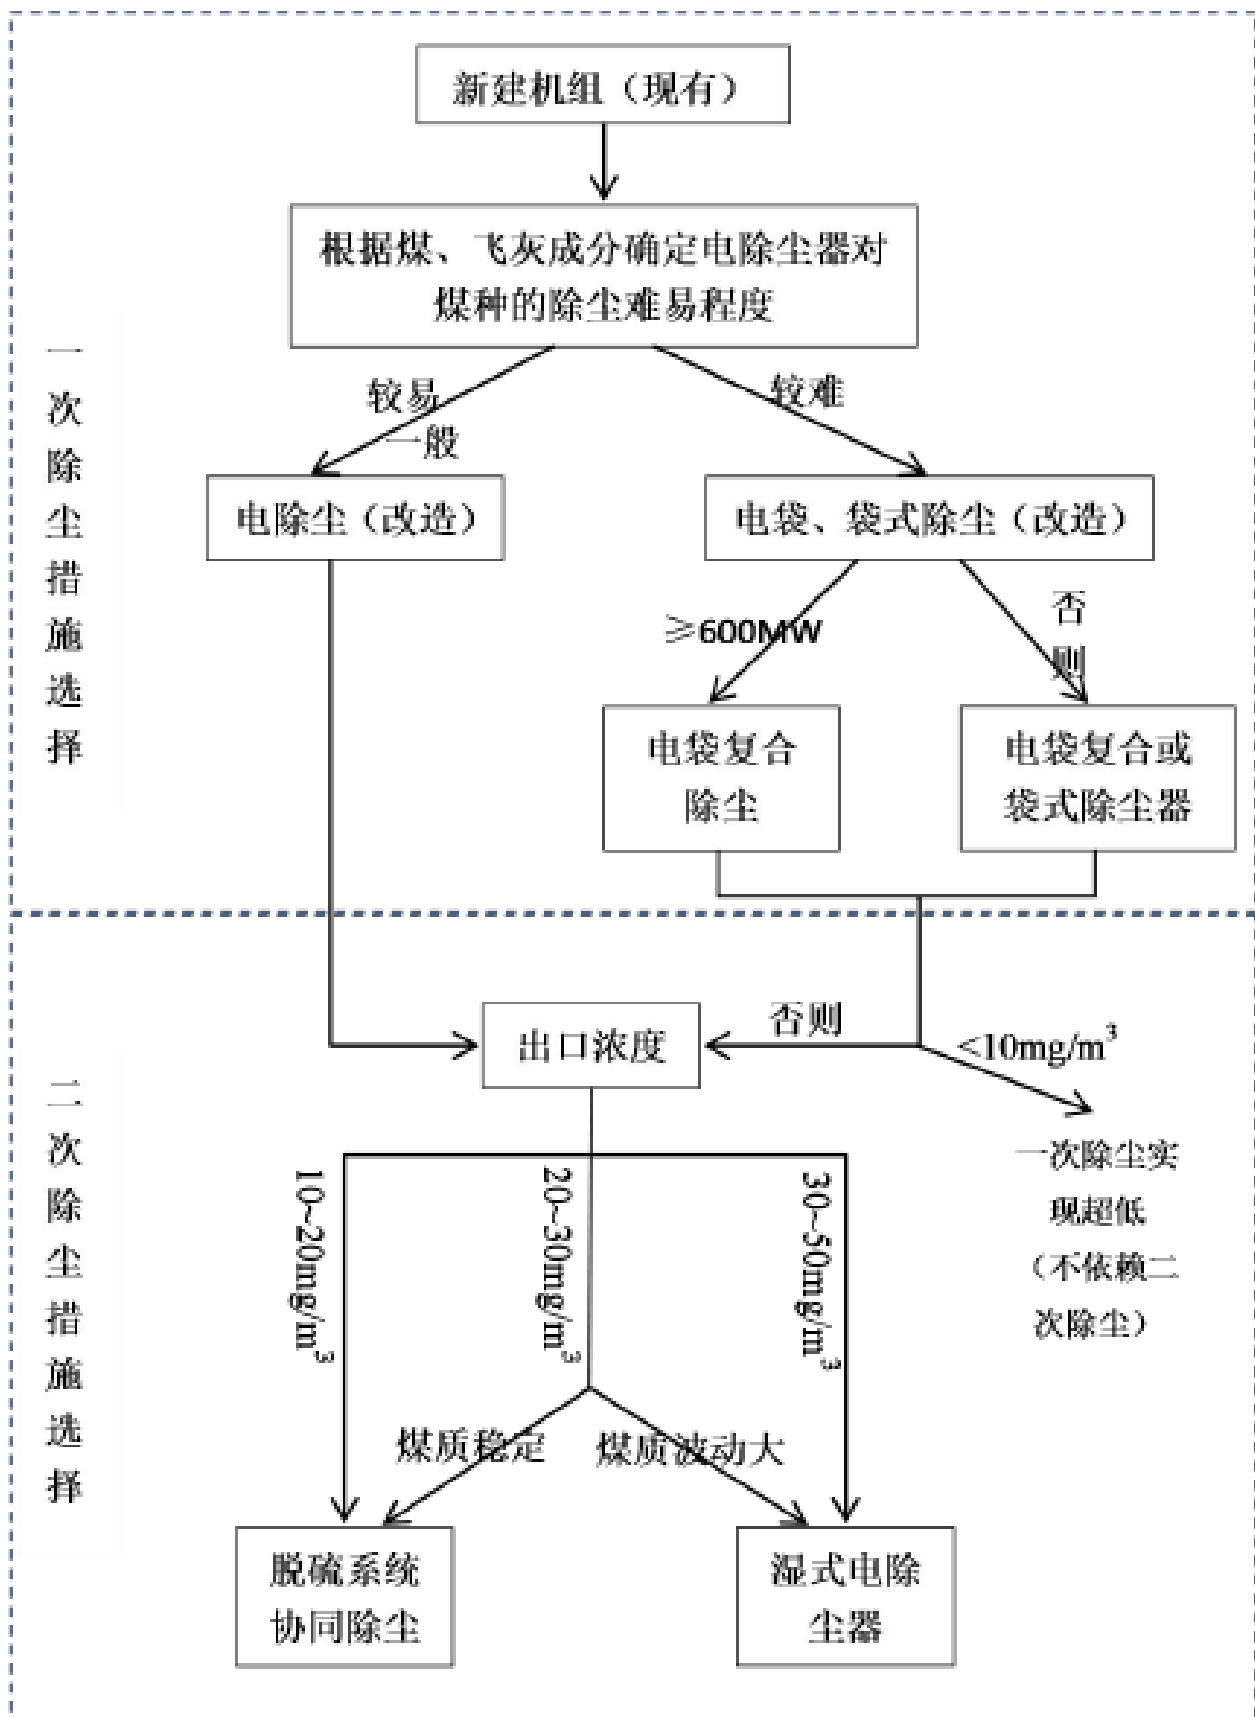 新建机组（现有）
根据煤、飞灰成分确定电除尘器对
煤种的除尘难易程度
较易
一般
较难
电除尘（改造）
电袋、袋式除尘（改造）
≥600MW
否
则
电袋复合
除尘
电袋复合或
袋式除尘器
一次除尘措施选择
出口浓度
否则
<10mg/m³
一次除尘实
现超低
（不依赖二
次除尘）
10~20mg/m³
20~30mg/m³
30~50mg/m³
煤质稳定
煤质波动大
脱硫系统
协同除尘
湿式电除
尘器
二次除尘措施选择